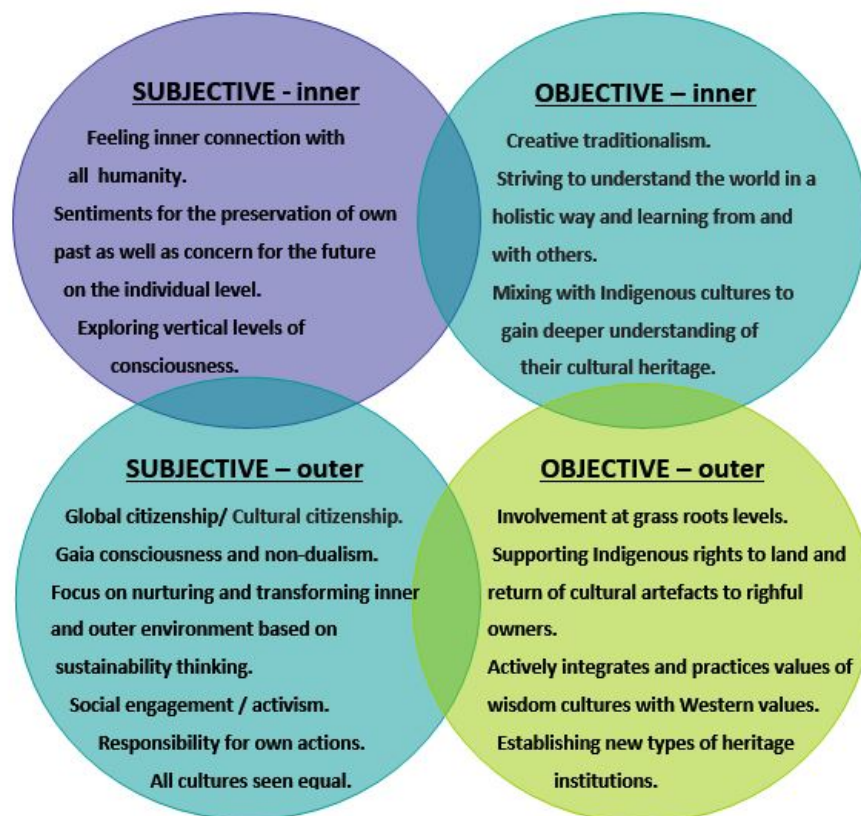 SUBJECTIVE - inner
Feeling inner connection with
all humanity.
Sentiments for the preservation of own
past as well as concern for the future
on the individual level.
Exploring vertical levels of
consciousness.
OBJECTIVE – inner
Creative traditionalism.
Striving to understand the world in a
holistic way and learning from and
with others.
Mixing with Indigenous cultures to
gain deeper understanding of
their cultural heritage.
SUBJECTIVE – outer
Global citizenship/ Cultural citizenship.
Gaia consciousness and non-dualism.
Focus on nurturing and transforming inner
and outer environment based on
sustainability thinking.
Social engagement / activism.
Responsibility for own actions.
All cultures seen equal.
OBJECTIVE – outer
Involvement at grass roots levels.
Supporting Indigenous rights to land and
return of cultural artefacts to righful
owners.
Actively integrates and practices values of
wisdom cultures with Western values.
Establishing new types of heritage
institutions.